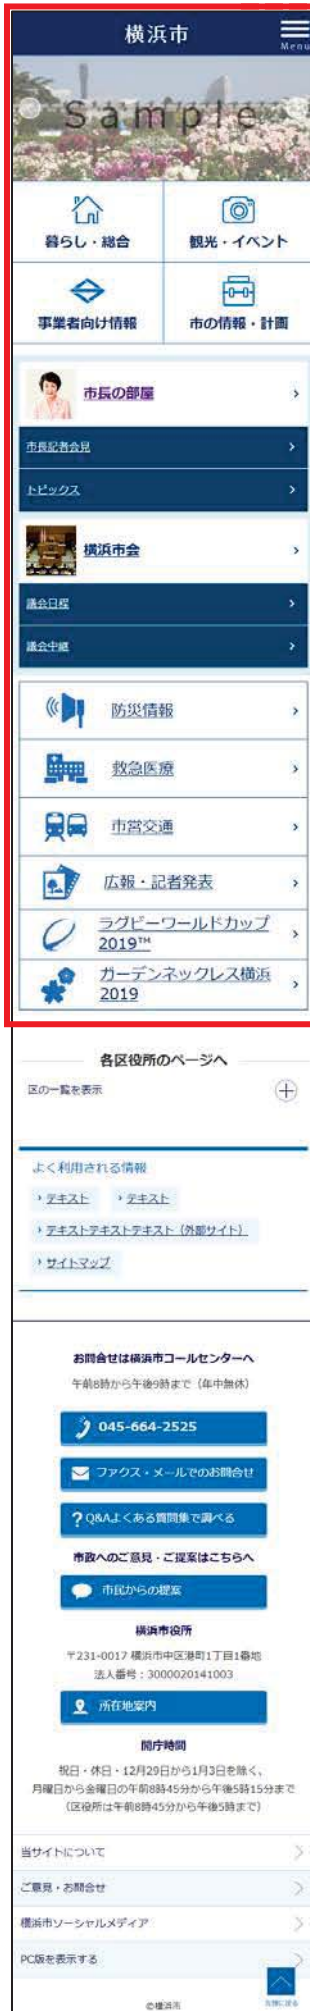 横浜市
Menu
Sample
暮らし・総合
観光・イベント
事業者向け情報
市の情報・計画
市長の部屋
市長記者会見
トピックス
横浜市会
議会日程
議会中継
防災情報
救急医療
市営交通
広報・記者発表
ラグビーワールドカップ
2019™
ガーデンネックレス横浜
2019
各区役所のページへ
区の一覧を表示
よく利用される情報
テキスト
テキスト
テキストテキストテキスト（外部サイト）
サイトマップ
お問合せは横浜市コールセンターへ
午前8時から午後9時まで（年中無休）
045-664-2525
ファクス・メールでのお問合せ
Q&Aよくある質問集で調べる
市政へのご意見・ご提案はこちらへ
市民からの提案
横浜市役所
〒231-0017 横浜市中区港町1丁目1番地
法人番号：3000020141003
所在地案内
開庁時間
祝日・休日・12月29日から1月3日を除く、
月曜日から金曜日の午前8時45分から午後5時15分まで
（区役所は午前8時45分から午後5時まで）
当サイトについて
ご意見・お問合せ
横浜市ソーシャルメディア
PC版を表示する
先頭に戻る
©横浜市